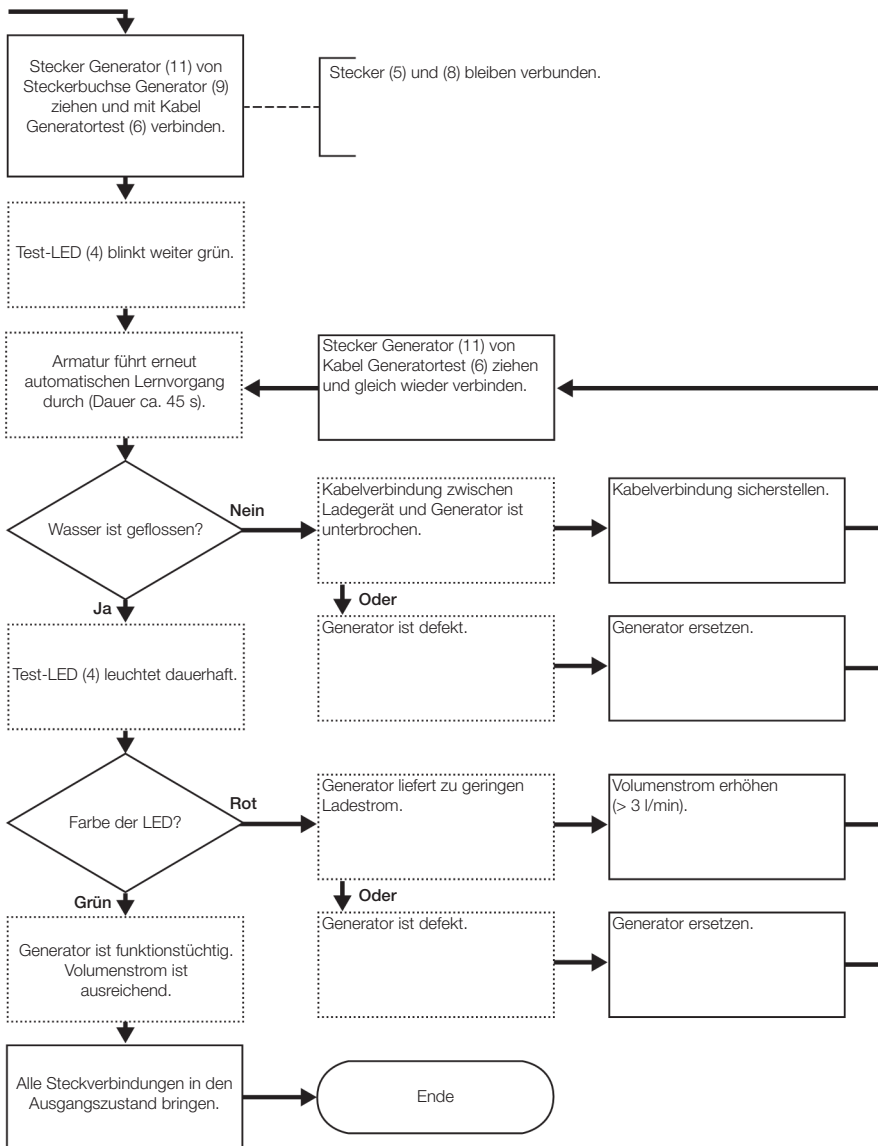 Stecker Generator (11) von
Steckerbuchse Generator (9)
ziehen und mit Kabel
Generatortest (6) verbinden.
Stecker (5) und (8) bleiben verbunden.
Test-LED (4) blinkt weiter grün.
Armatur führt erneut
automatischen Lernvorgang
durch (Dauer ca. 45 s).
Stecker Generator (11) von
Kabel Generatortest (6) ziehen
und gleich wieder verbinden.
Wasser ist geflossen?
Nein
Kabelverbindung zwischen
Ladegerät und Generator ist
unterbrochen.
Kabelverbindung sicherstellen.
Ja
Oder
Test-LED (4) leuchtet dauerhaft.
Generator ist defekt.
Generator ersetzen.
Farbe der LED?
Rot
Generator liefert zu geringen
Ladestrom.
Volumenstrom erhöhen
(> 3 l/min).
Grün
Oder
Generator ist funktionstüchtig.
Volumenstrom ist
ausreichend.
Generator ist defekt.
Generator ersetzen.
Alle Steckverbindungen in den
Ausgangszustand bringen.
Ende